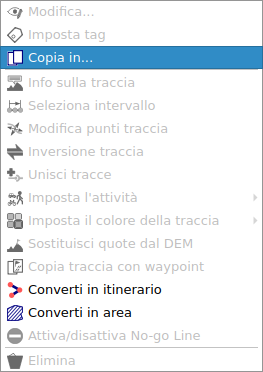 Modifica...
Imposta tag
Copia in...
Info sulla traccia
Seleziona intervallo
Modifica punti traccia
Inversione traccia
Unisci tracce
Imposta l'attività
Imposta il colore della traccia
Sostituisci quote dal DEM
Copia traccia con waypoint
Converti in itinerario
Converti in area
Attiva/disattiva No-go Line
Elimina